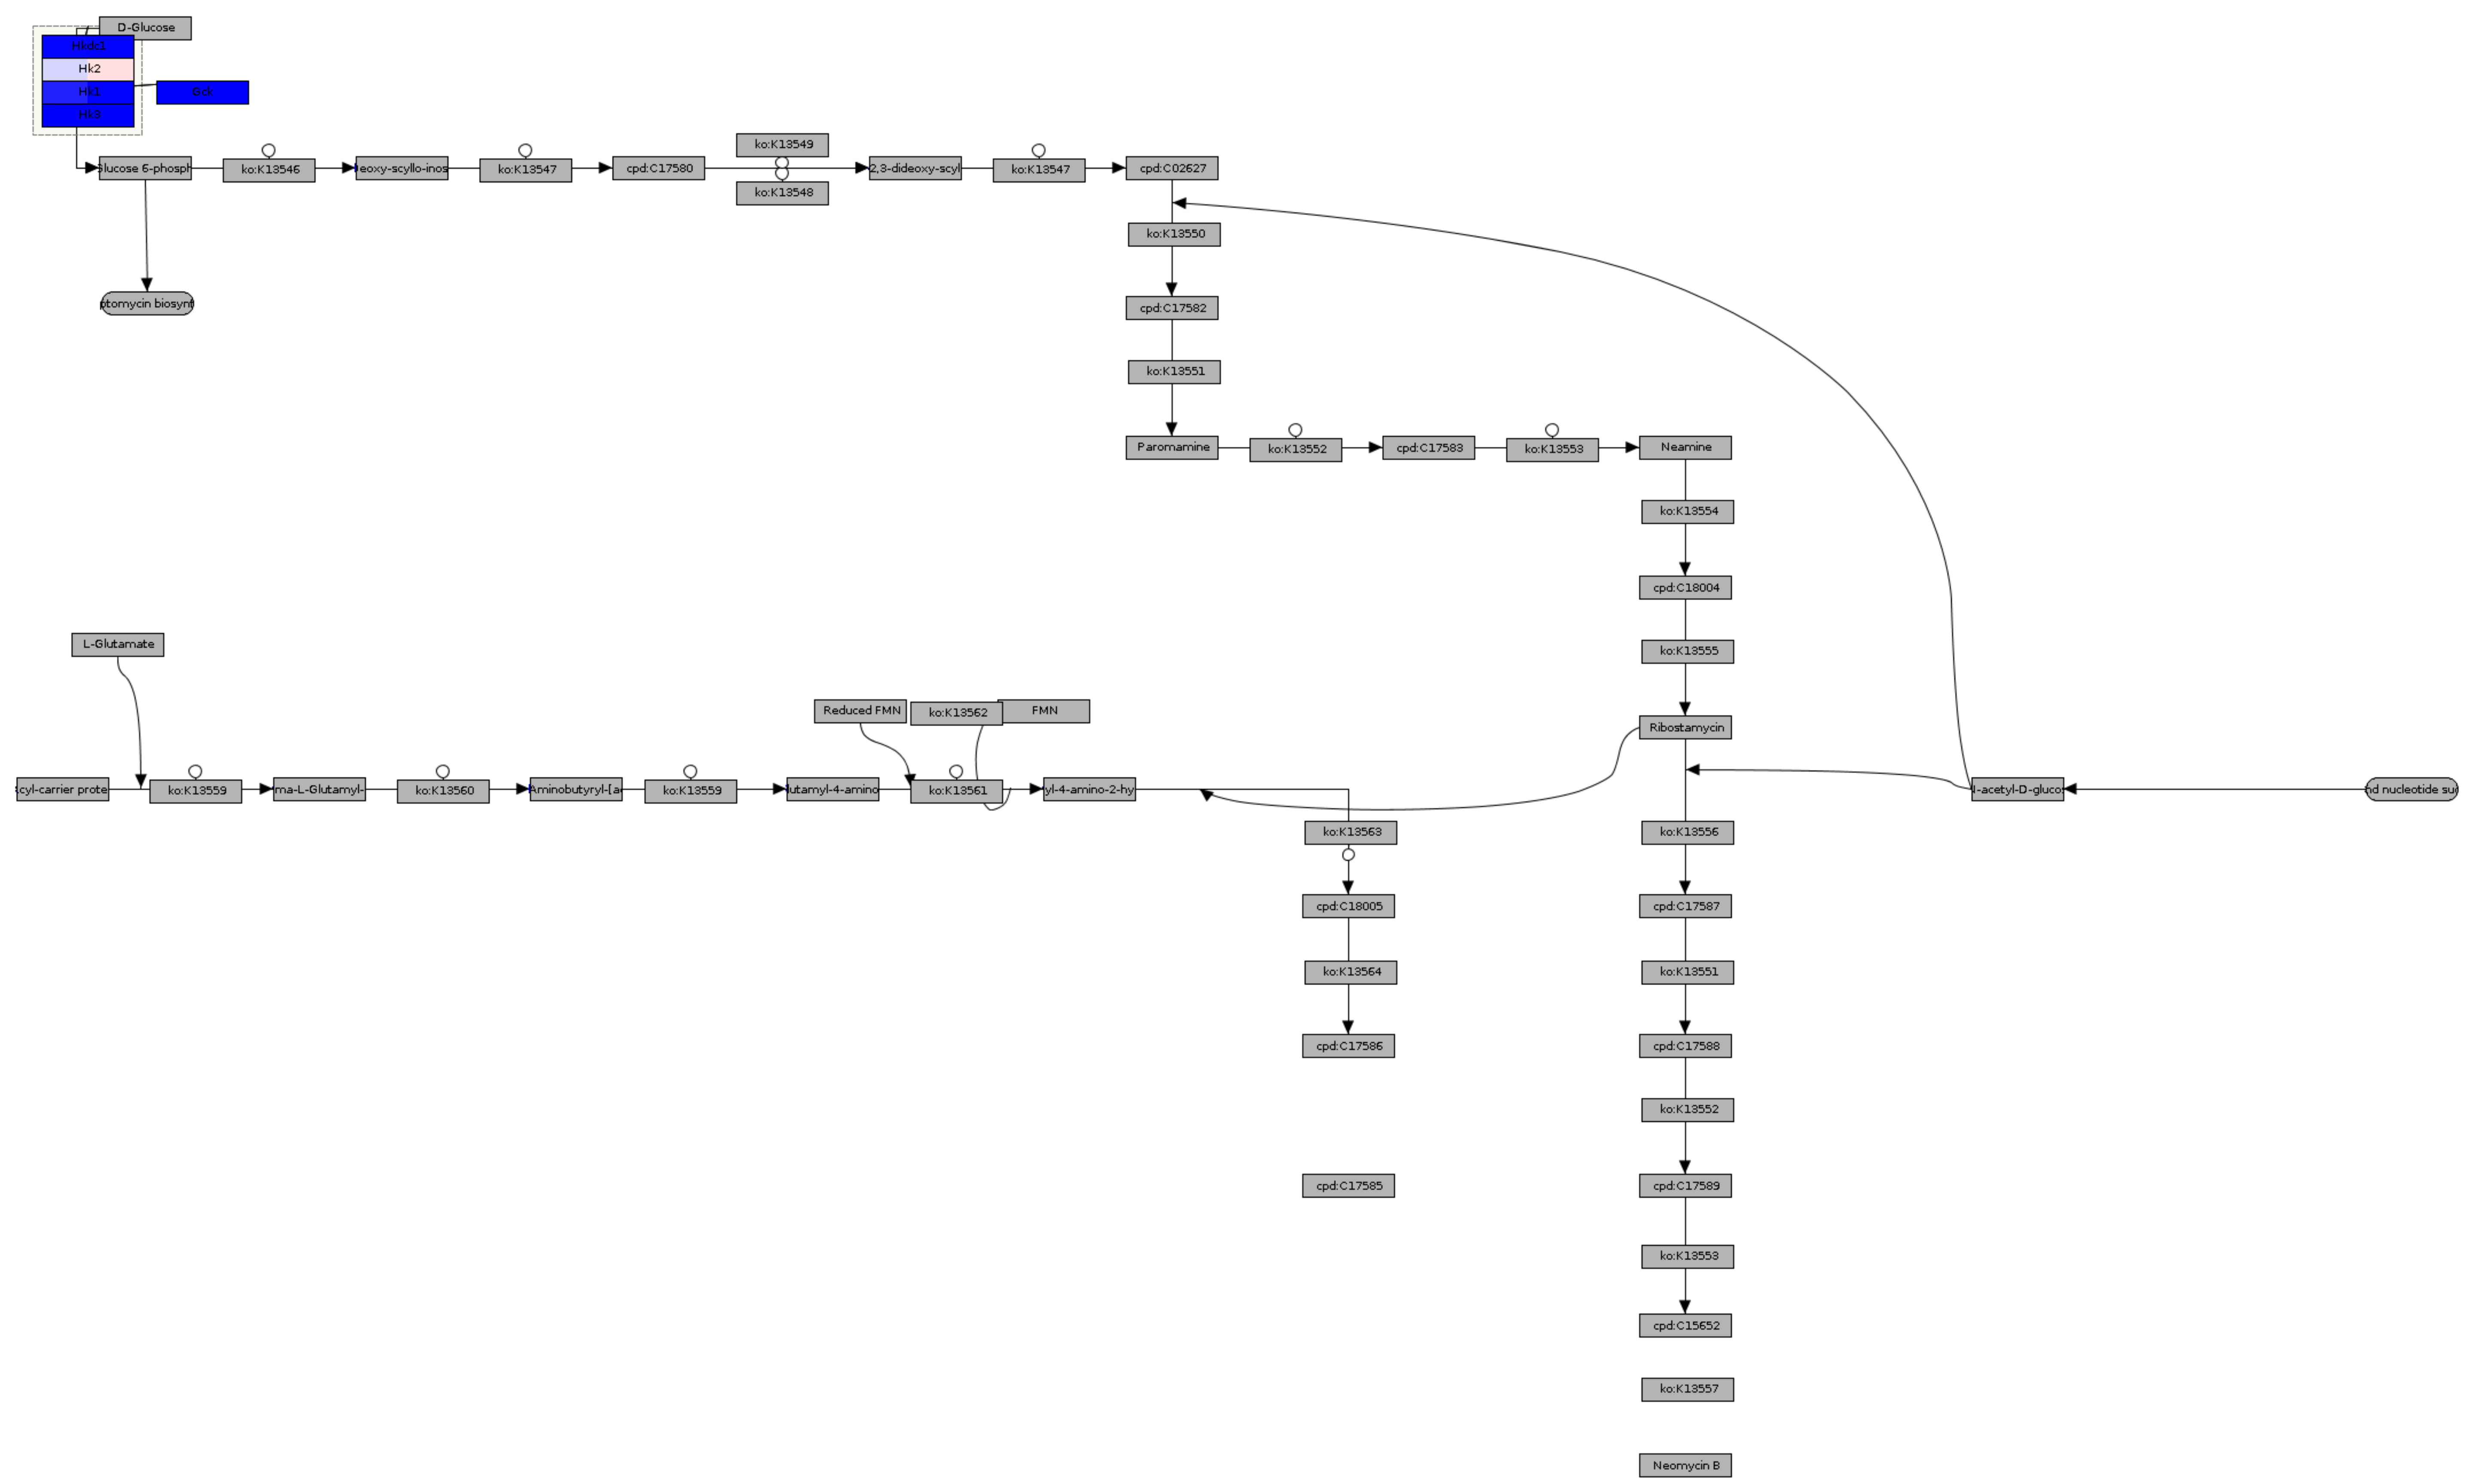 D-Glucose
Hkdc1
Hk2
Hk1
Hk3
Gck
ko:K13549
Glucose 6-phosph
ko:K13546
deoxy-scyllo-inos
ko:K13547
cpd:C17580
2,3-dideoxy-scyl
ko:K13547
cpd:C02627
ko:K13548
ko:K13550
ptomycin biosynt
cpd:C17582
ko:K13551
Paromamine
ko:K13552
cpd:C17583
ko:K13553
Neamine
ko:K13554
cpd:C18004
L-Glutamate
ko:K13555
Reduced FMN
ko:K13562
FMN
Ribostamycin
cyl-carrier prote
ko:K13559
ma-L-Glutamyl-
ko:K13560
Aminobutyryl-[a
ko:K13559
lutamyl-4-amino
ko:K13561
yl-4-amino-2-hy
N-acetyl-D-glucos
nd nucleotide sug
ko:K13563
ko:K13556
cpd:C18005
cpd:C17587
ko:K13564
ko:K13551
cpd:C17586
cpd:C17588
ko:K13552
cpd:C17585
cpd:C17589
ko:K13553
cpd:C15652
ko:K13557
Neomycin B